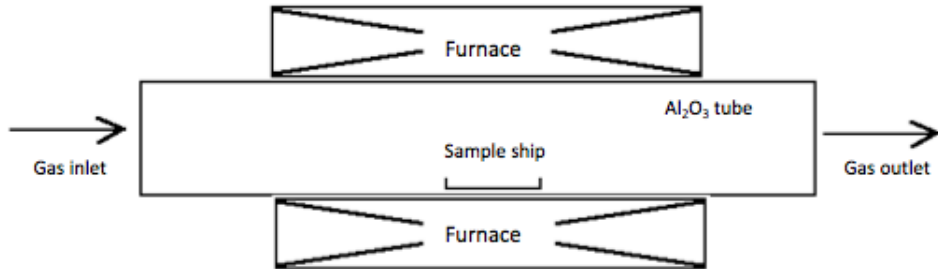 Furnace
Al₂O₃ tube
Gas inlet
Sample ship
Gas outlet
Furnace